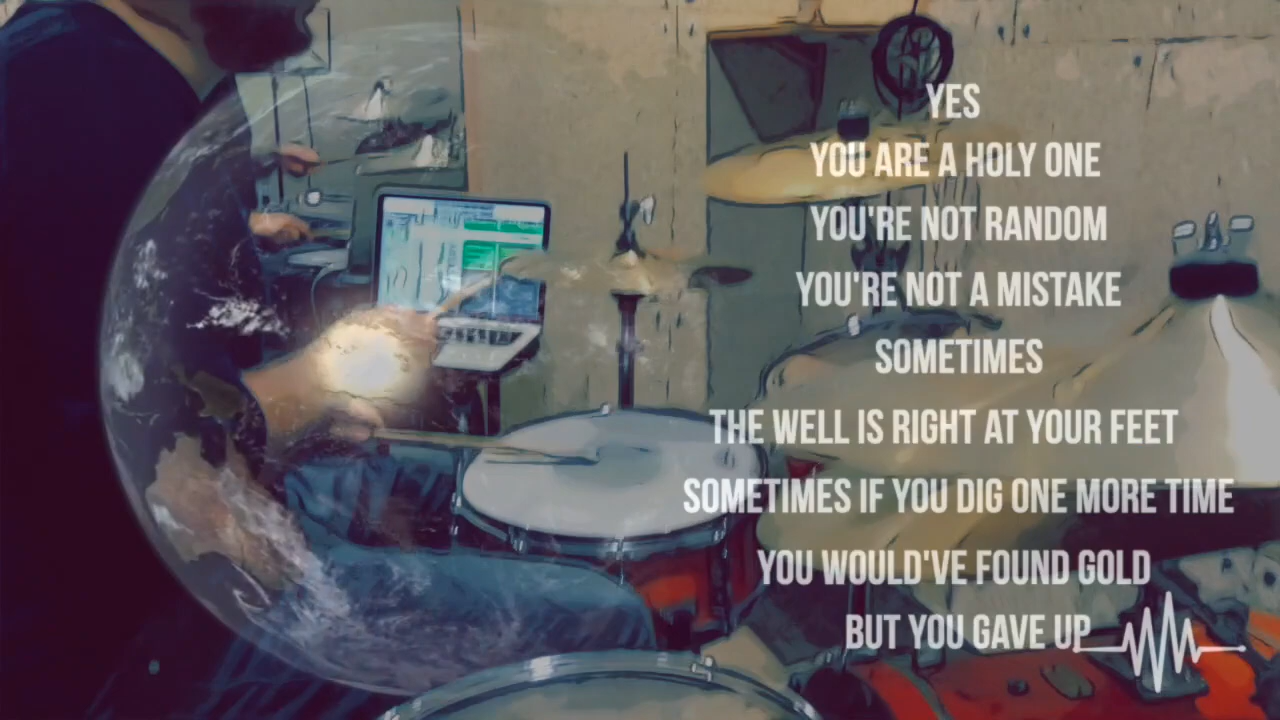 YES
YOU ARE A HOLY ONE
YOU'RE NOT RANDOM
YOU'RE NOT A MISTAKE
SOMETIMES
THE WELL IS RIGHT AT YOUR FEET
SOMETIMES IF YOU DIG ONE MORE TIME
YOU WOULD'VE FOUND GOLD
BUT YOU GAVE UP